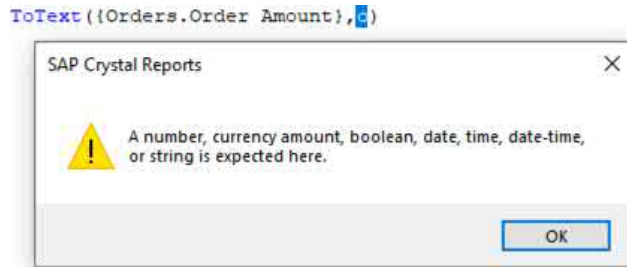 ToText({Orders.Order Amount},c)
SAP Crystal Reports
A number, currency amount, boolean, date, time, date-time,
or string is expected here.
OK